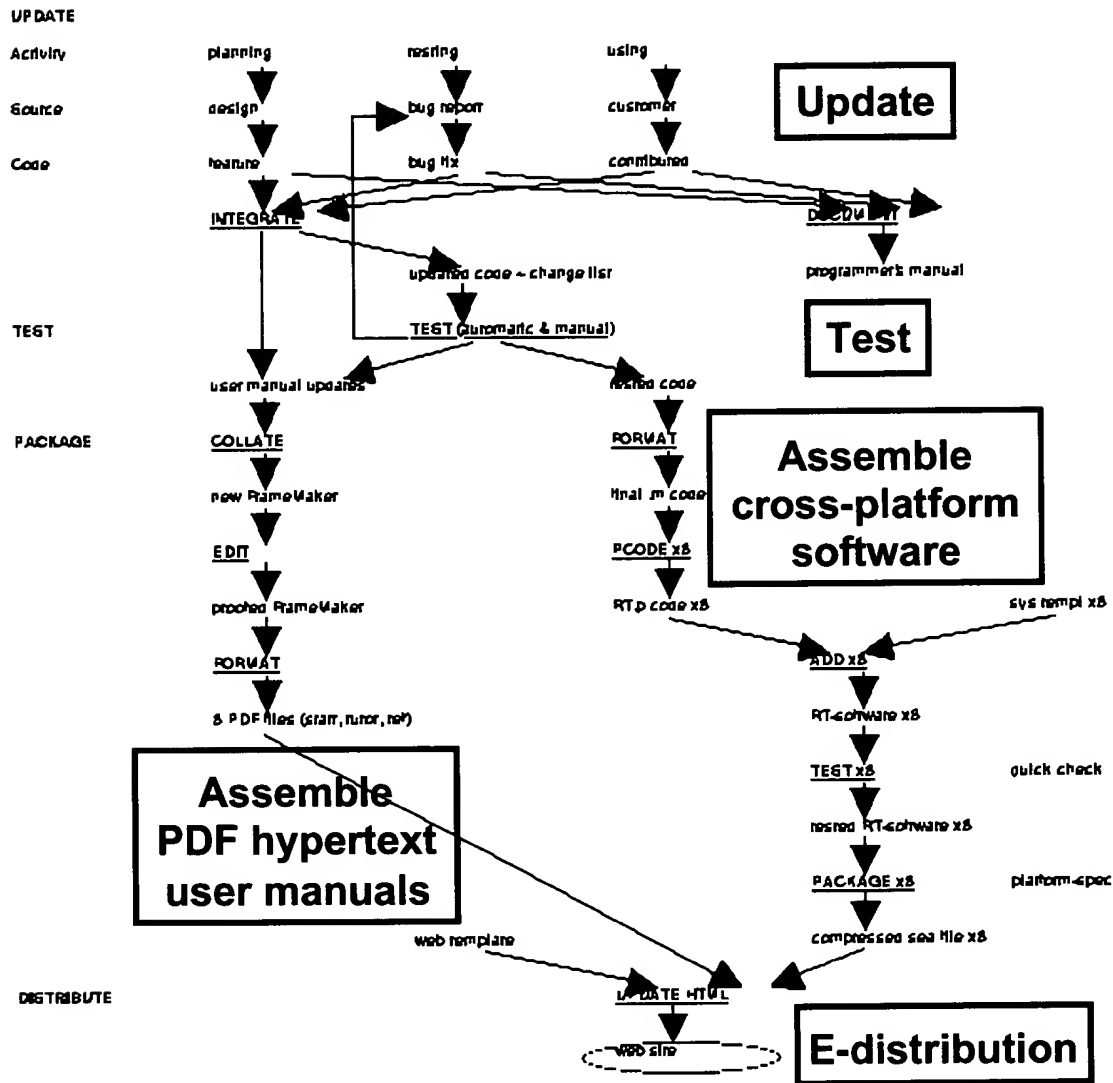 UPDATE
Activity planning testing using
Update
Source design bug report customer
Code feature bug fix contributed
INTEGRATE DOCUMENT
updated code ~ change list programmer's manual
TEST TEST (automatic & manual)
Test
user manual updates tested code
PACKAGE COLLATE FORMAT
Assemble
cross-platform
software
new FrameMaker final .m code
EDIT PCODE x8
proofed FrameMaker RT.p code x8 sys templ x8
FORMAT ADD x8
8 PDF files (start, tutor, ref) RT-software x8
TEST x8 quick check
Assemble
PDF hypertext
user manuals
tested RT-software x8
PACKAGE x8 platform-spec
web template compressed sea file x8
DISTRIBUTE UPDATE HTML
web site
E-distribution